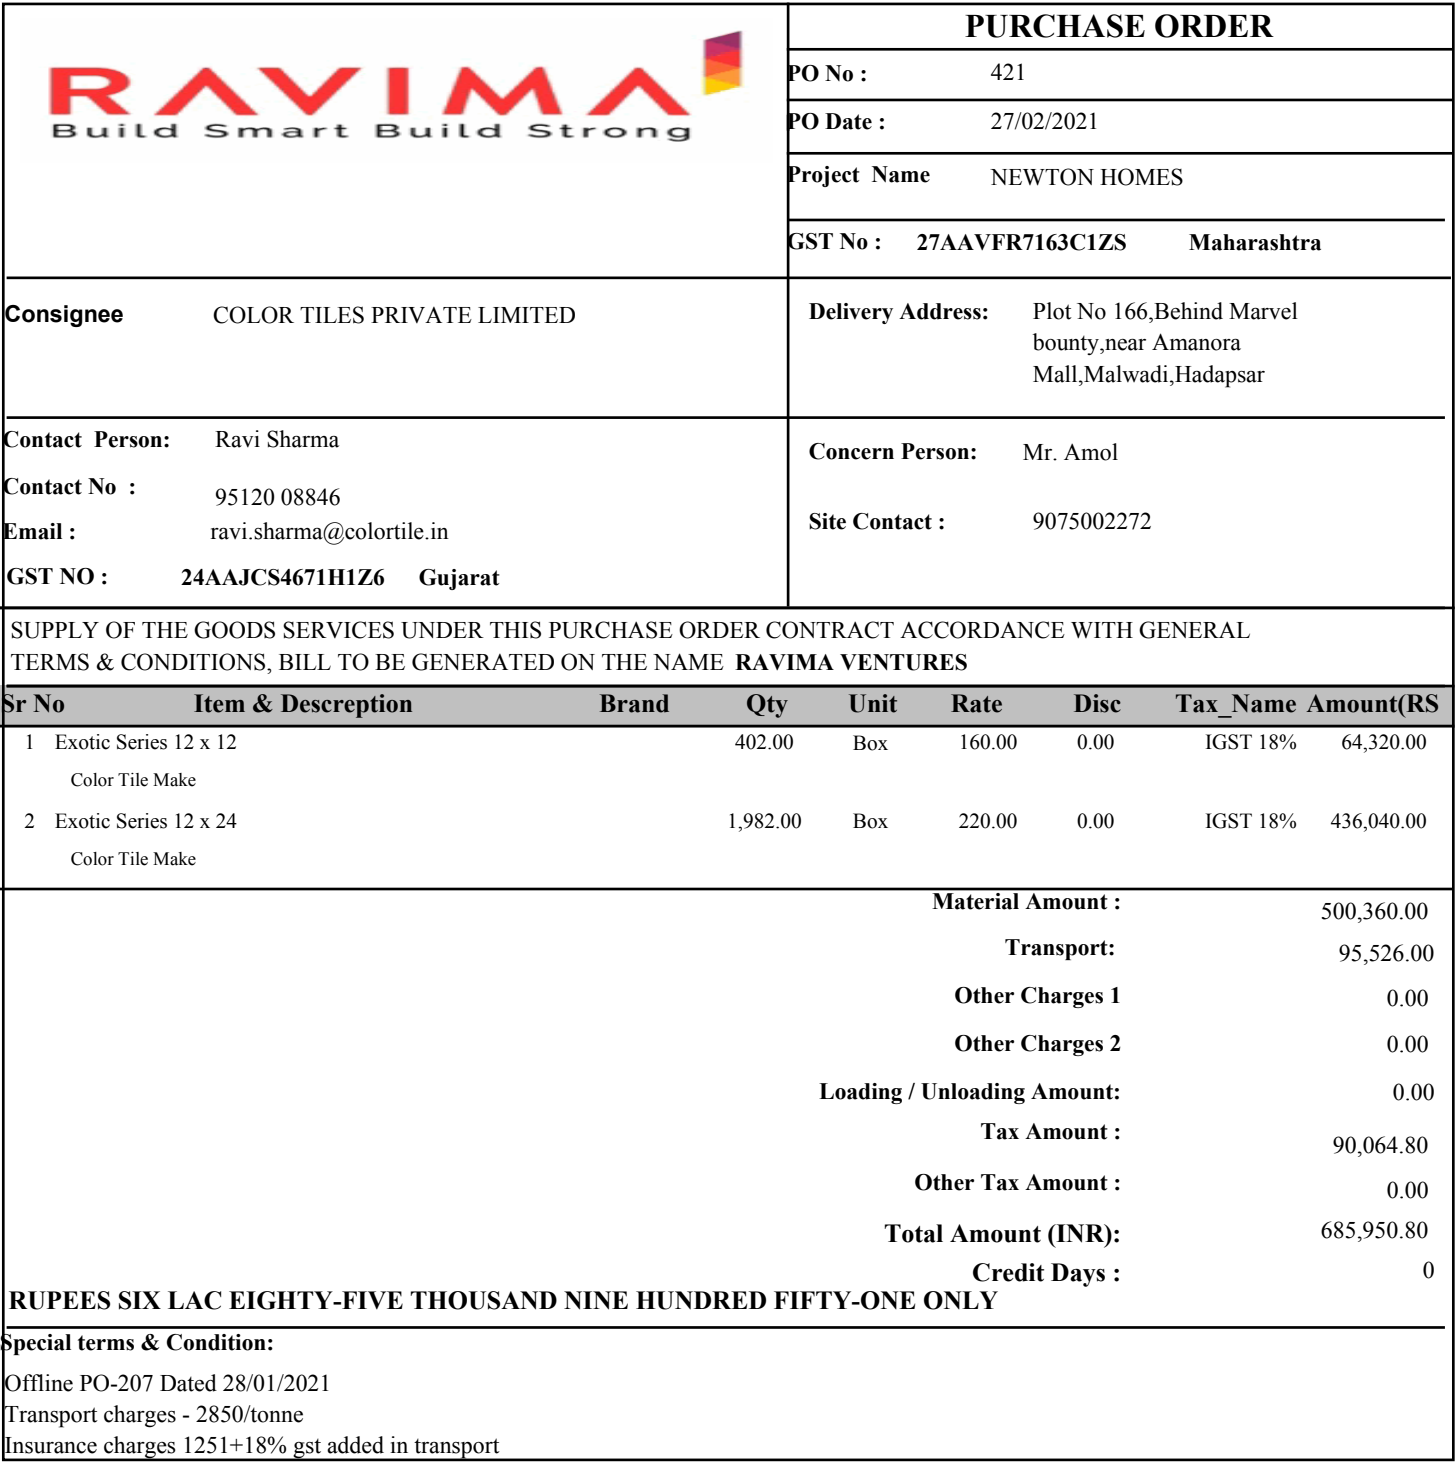 RAVIMA
Build Smart Build Strong
PURCHASE ORDER
PO No : 421
PO Date : 27/02/2021
Project Name NEWTON HOMES
GST No : 27AAVFR7163C1ZS Maharashtra
Consignee COLOR TILES PRIVATE LIMITED
Delivery Address: Plot No 166,Behind Marvel
bounty,near Amanora
Mall,Malwadi,Hadapsar
Contact Person: Ravi Sharma
Contact No : 95120 08846
Email : ravi.sharma@colortile.in
GST NO : 24AAJCS4671H1Z6 Gujarat
Concern Person: Mr. Amol
Site Contact : 9075002272
SUPPLY OF THE GOODS SERVICES UNDER THIS PURCHASE ORDER CONTRACT ACCORDANCE WITH GENERAL
TERMS & CONDITIONS, BILL TO BE GENERATED ON THE NAME RAVIMA VENTURES
Sr No Item & Descreption Brand Qty Unit Rate Disc Tax_Name Amount(RS
1 Exotic Series 12 x 12 402.00 Box 160.00 0.00 IGST 18% 64,320.00
Color Tile Make
2 Exotic Series 12 x 24 1,982.00 Box 220.00 0.00 IGST 18% 436,040.00
Color Tile Make
Material Amount : 500,360.00
Transport: 95,526.00
Other Charges 1 0.00
Other Charges 2 0.00
Loading / Unloading Amount: 0.00
Tax Amount : 90,064.80
Other Tax Amount : 0.00
Total Amount (INR): 685,950.80
Credit Days : 0
RUPEES SIX LAC EIGHTY-FIVE THOUSAND NINE HUNDRED FIFTY-ONE ONLY
Special terms & Condition:
Offline PO-207 Dated 28/01/2021
Transport charges - 2850/tonne
Insurance charges 1251+18% gst added in transport